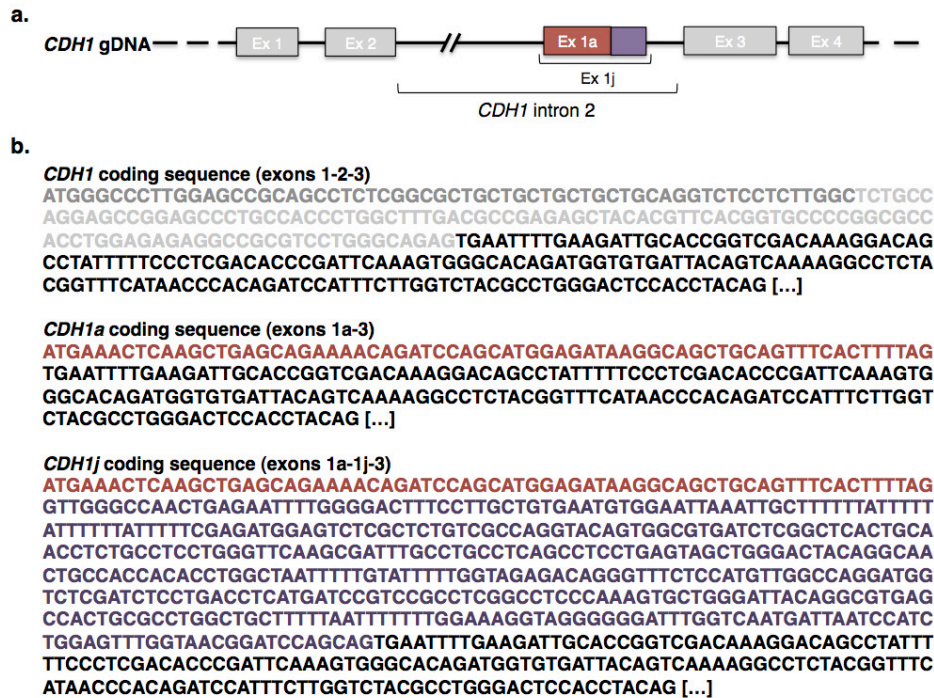 a.
CDH1 gDNA
Ex 1
Ex 2
Ex 1a
Ex 3
Ex 4
Ex 1j
CDH1 intron 2
b.
CDH1 coding sequence (exons 1-2-3)
ATGGGCCCTTGGAGCCGCAGCCTCTCGGCGCTGCTGCTGCTGCTGCAGGTCTCCTCTTGGCTCTGCC
AGGAGCCGGAGCCCTGCCACCCTGGCTTTGACGCCGAGAGCTACACGTTCACGGTGCCCCGGCGCC
ACCTGGAGAGAGGCCGCGTCCTGGGCAGAGTGAATTTTGAAGATTGCACCGGTCGACAAAGGACAG
CCTATTTTTCCCTCGACACCCGATTCAAAGTGGGCACAGATGGTGTGATTACAGTCAAAAGGCCTCTA
CGGTTTCATAACCCACAGATCCATTTCTTGGTCTACGCCTGGGACTCCACCTACAG [...]
CDH1a coding sequence (exons 1a-3)
ATGAAACTCAAGCTGAGCAGAAAACAGATCCAGCATGGAGATAAGGCAGCTGCAGTTTCACTTTTAG
TGAATTTTGAAGATTGCACCGGTCGACAAAGGACAGCCTATTTTTCCCTCGACACCCGATTCAAAGTG
GGCACAGATGGTGTGATTACAGTCAAAAGGCCTCTACGGTTTCATAACCCACAGATCCATTTCTTGGT
CTACGCCTGGGACTCCACCTACAG [...]
CDH1j coding sequence (exons 1a-1j-3)
ATGAAACTCAAGCTGAGCAGAAAACAGATCCAGCATGGAGATAAGGCAGCTGCAGTTTCACTTTTAG
GTTGGGCCAACTGAGAATTTTGGGGACTTTCCTTGCTGTGAATGTGGAATTAAATTGCTTTTTTATTTTT
ATTTTTTATTTTTCGAGATGGAGTCTCGCTCTGTCGCCAGGTACAGTGGCGTGATCTCGGCTCACTGCA
ACCTCTGCCTCCTGGGTTCAAGCGATTTGCCTGCCTCAGCCTCCTGAGTAGCTGGGACTACAGGCAA
CTGCCACCACACCTGGCTAATTTTTGTATTTTTGGTAGAGACAGGGTTTCTCCATGTTGGCCAGGATGG
TCTCGATCTCCTGACCTCATGATCCGTCCGCCTCGGCCTCCCAAAGTGCTGGGATTACAGGCGTGAG
CCACTGCGCCTGGCTGCTTTTTAATTTTTTTGGAAAGGTAGGGGGGATTTGGTCAATGATTAATCCATC
TGGAGTTTGGTAACGGATCCAGCAGTGAATTTTGAAGATTGCACCGGTCGACAAAGGACAGCCTATTT
TTCCCTCGACACCCGATTCAAAGTGGGCACAGATGGTGTGATTACAGTCAAAAGGCCTCTACGGTTTC
ATAACCCACAGATCCATTTCTTGGTCTACGCCTGGGACTCCACCTACAG [...]